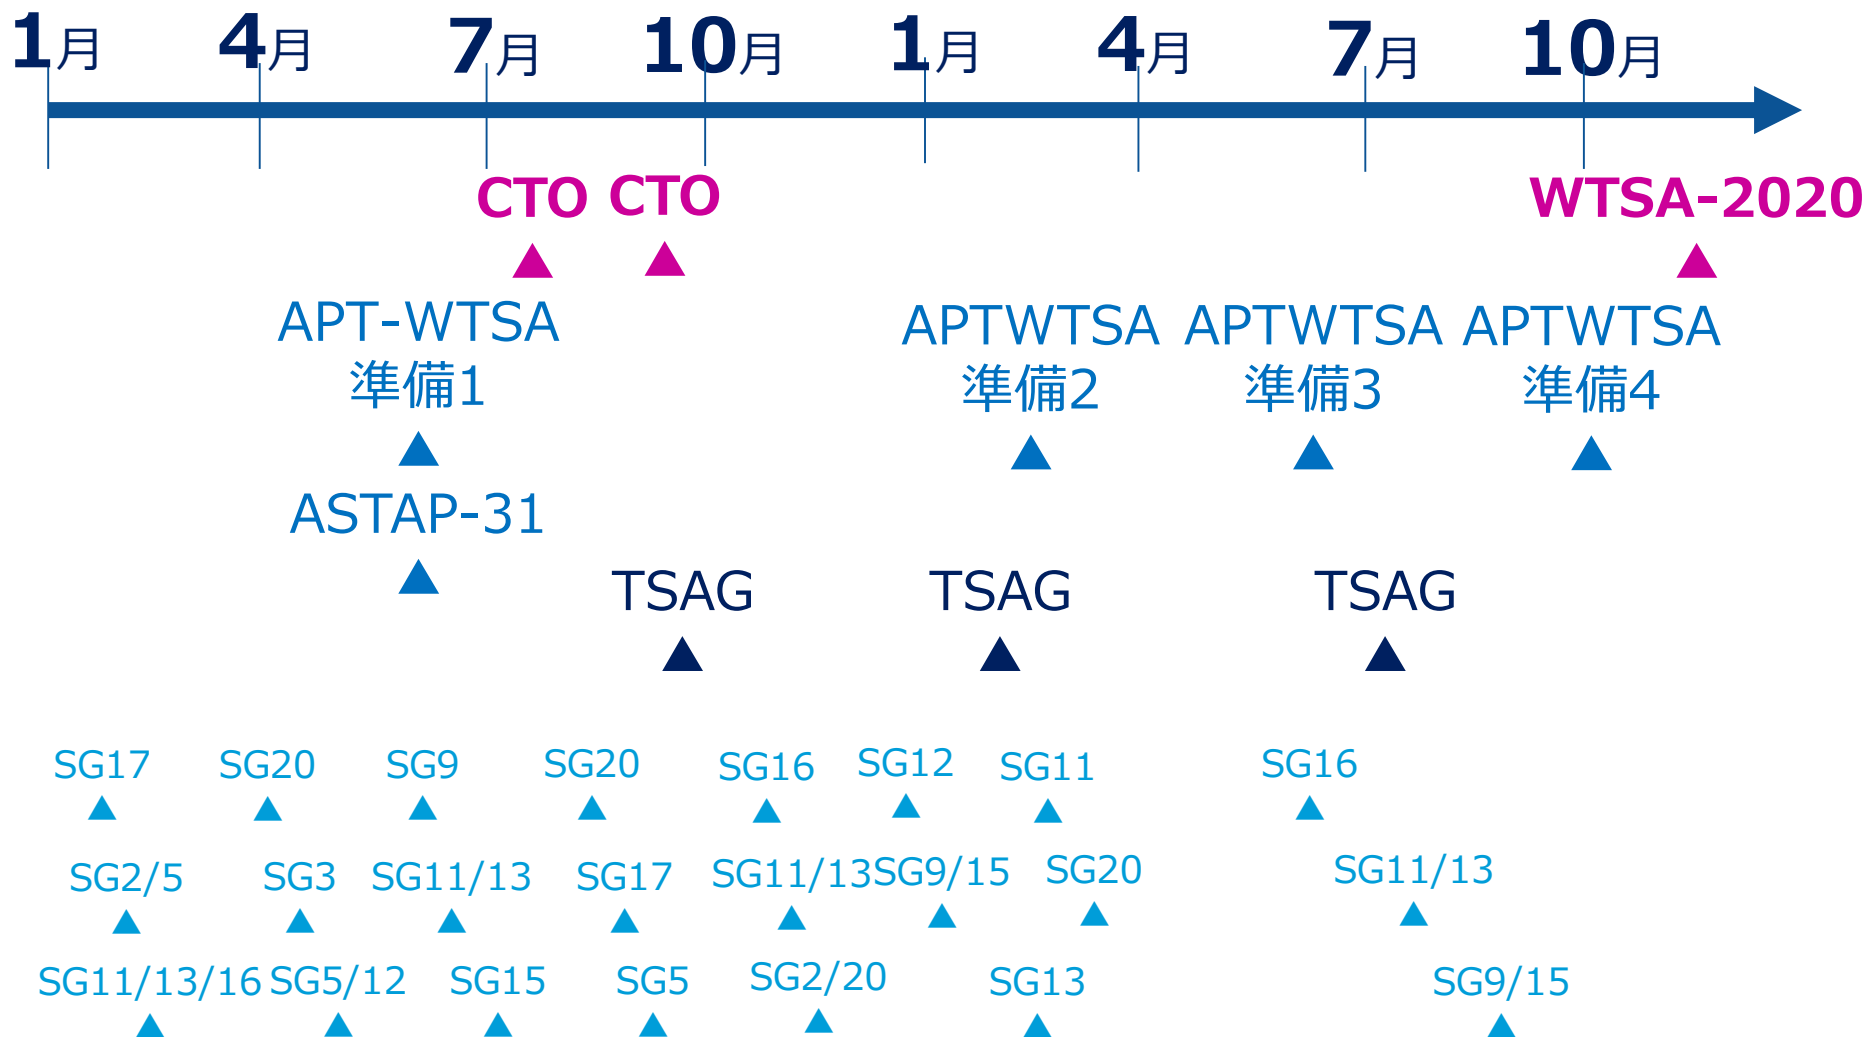 1月 4月 7月 10月 1月 4月 7月 10月
CTO CTO WTSA-2020
APT-WTSA APTWTSA APTWTSA APTWTSA
準備1 準備2 準備3 準備4
ASTAP-31
TSAG TSAG TSAG
SG17 SG20 SG9 SG20 SG16 SG12 SG11 SG16
SG2/5 SG3 SG11/13 SG17 SG11/13 SG9/15 SG20 SG11/13
SG11/13/16 SG5/12 SG15 SG5 SG2/20 SG13 SG9/15